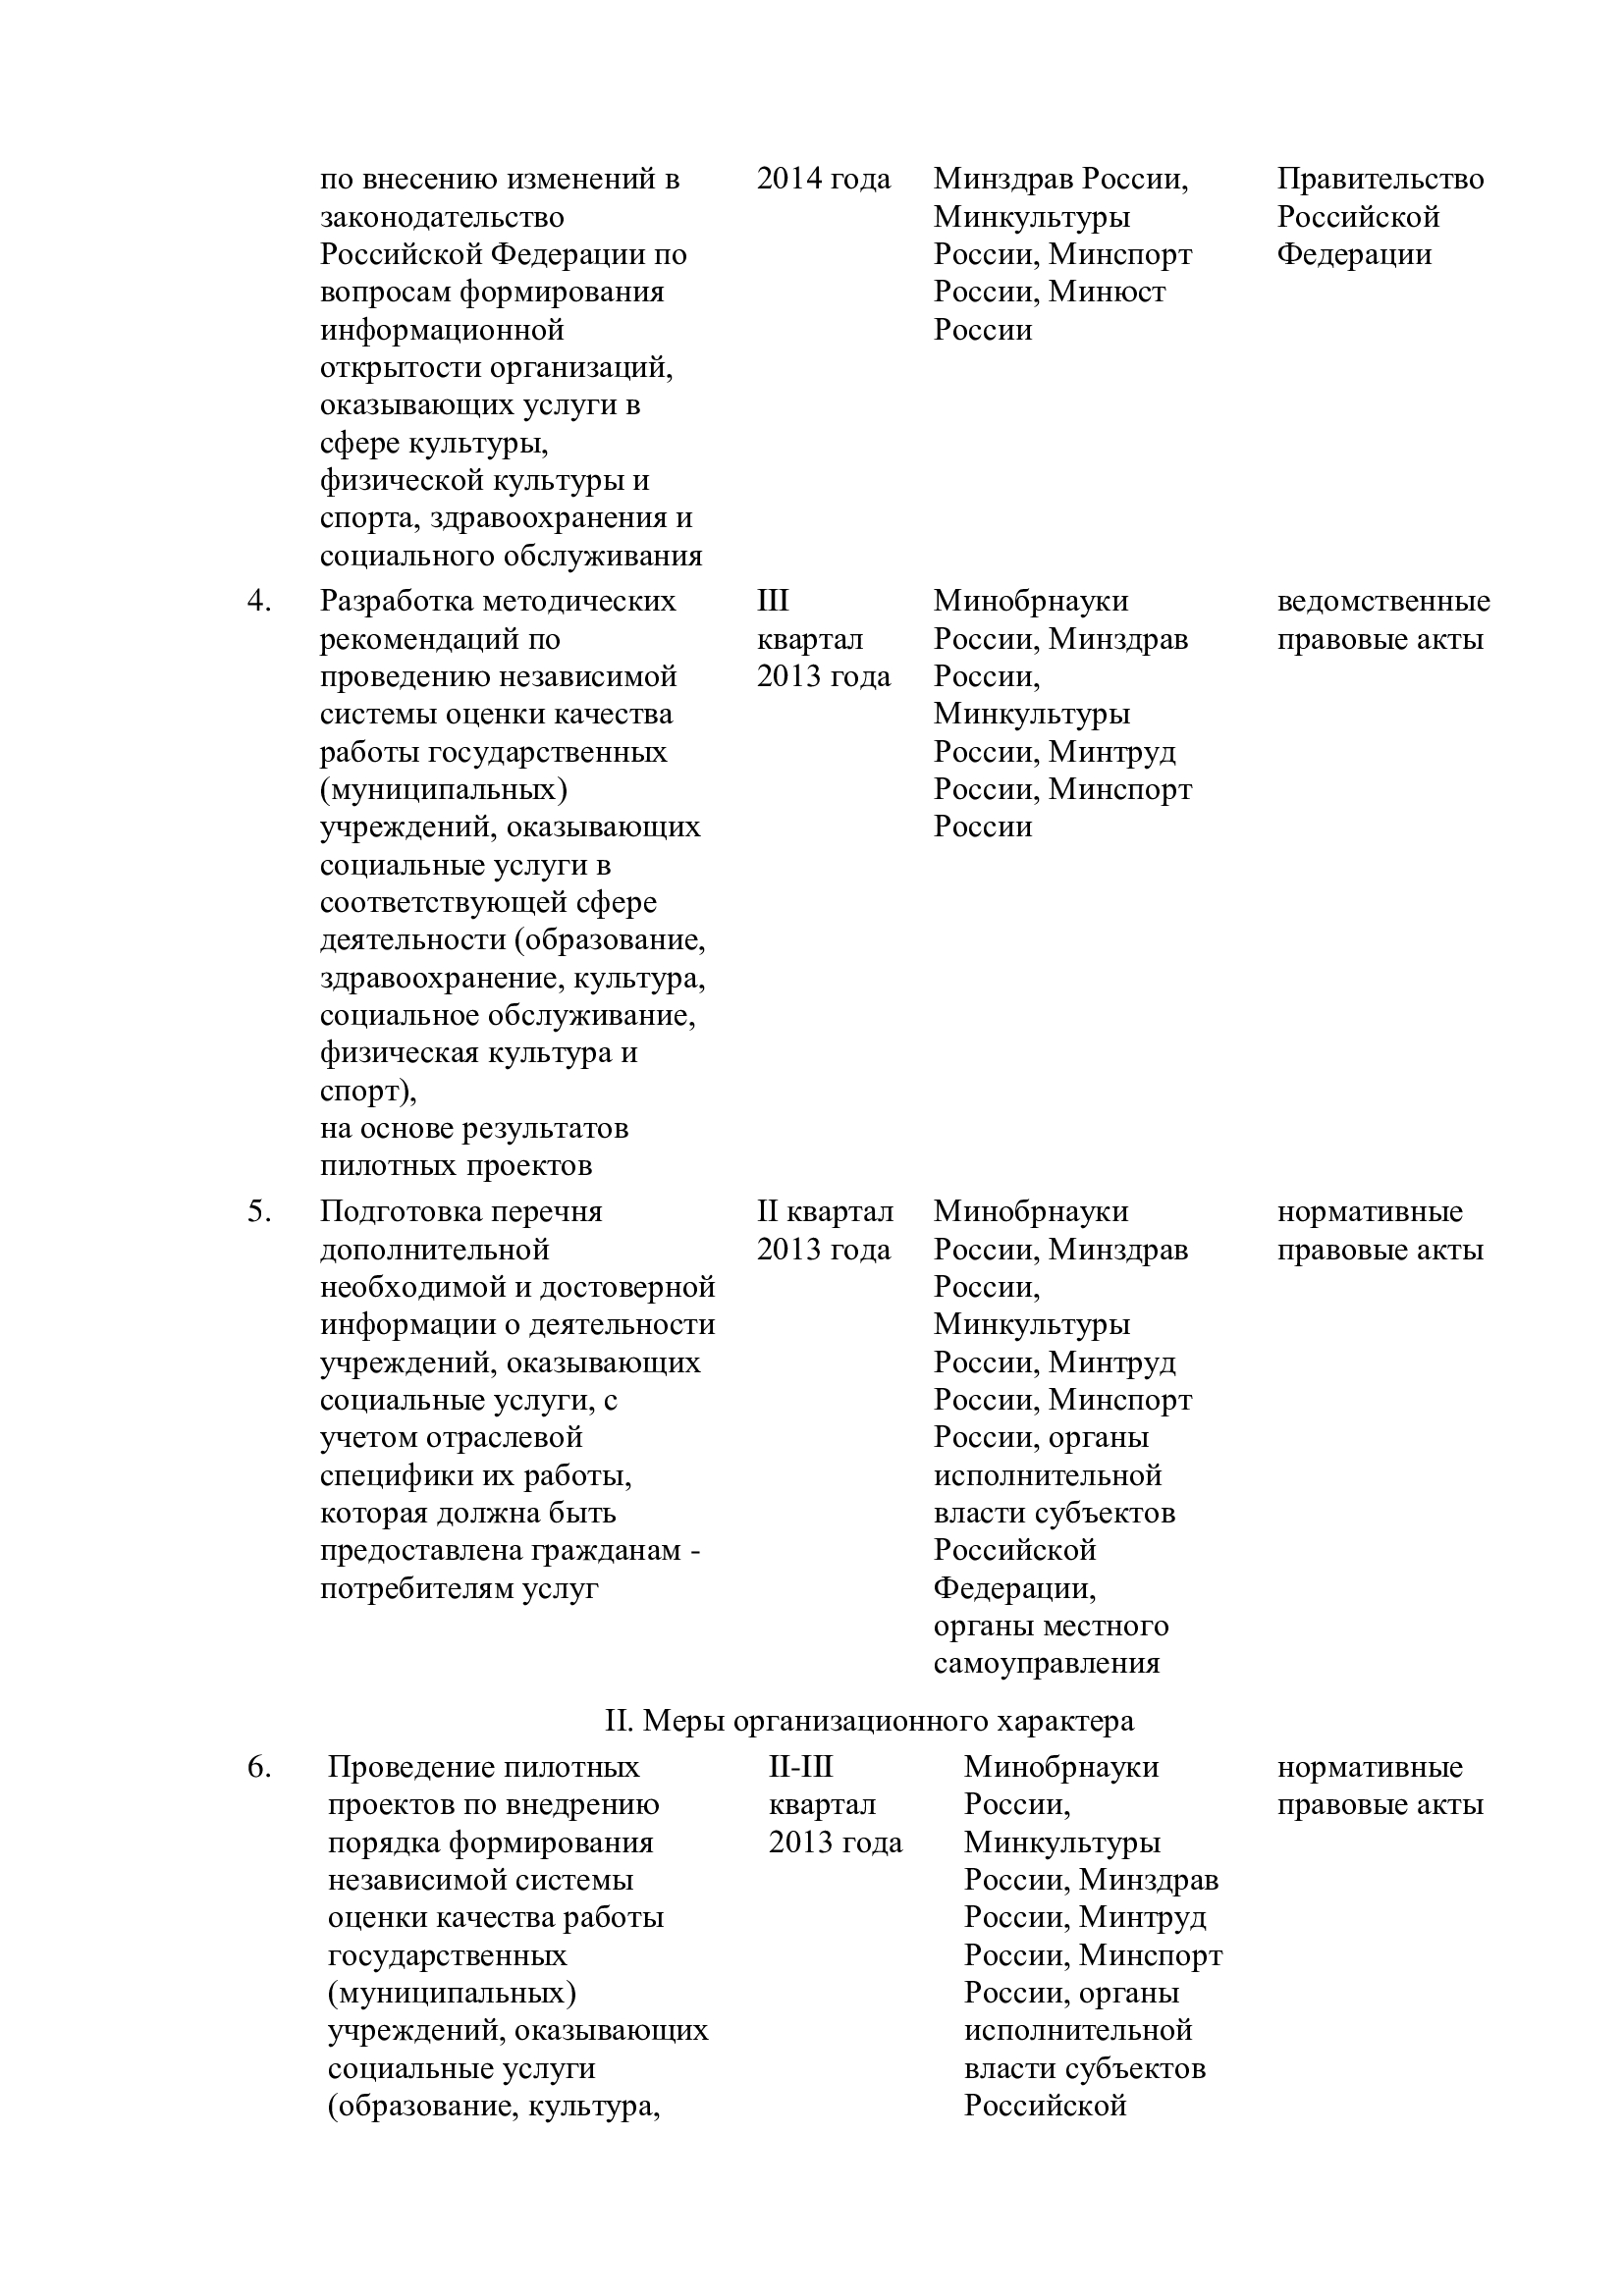 по внесению изменений в
законодательство
Российской Федерации по
вопросам формирования
информационной
открытости организаций,
оказывающих услуги в
сфере культуры,
физической культуры и
спорта, здравоохранения и
социального обслуживания
2014 года
Минздрав России,
Минкультуры
России, Минспорт
России, Минюст
России
Правительство
Российской
Федерации
4.
Разработка методических
рекомендаций по
проведению независимой
системы оценки качества
работы государственных
(муниципальных)
учреждений, оказывающих
социальные услуги в
соответствующей сфере
деятельности (образование,
здравоохранение, культура,
социальное обслуживание,
физическая культура и
спорт),
на основе результатов
пилотных проектов
III
квартал
2013 года
Минобрнауки
России, Минздрав
России,
Минкультуры
России, Минтруд
России, Минспорт
России
ведомственные
правовые акты
5.
Подготовка перечня
дополнительной
необходимой и достоверной
информации о деятельности
учреждений, оказывающих
социальные услуги, с
учетом отраслевой
специфики их работы,
которая должна быть
предоставлена гражданам -
потребителям услуг
II квартал
2013 года
Минобрнауки
России, Минздрав
России,
Минкультуры
России, Минтруд
России, Минспорт
России, органы
исполнительной
власти субъектов
Российской
Федерации,
органы местного
самоуправления
нормативные
правовые акты
II. Меры организационного характера
6.
Проведение пилотных
проектов по внедрению
порядка формирования
независимой системы
оценки качества работы
государственных
(муниципальных)
учреждений, оказывающих
социальные услуги
(образование, культура,
II-III
квартал
2013 года
Минобрнауки
России,
Минкультуры
России, Минздрав
России, Минтруд
России, Минспорт
России, органы
исполнительной
власти субъектов
Российской
нормативные
правовые акты